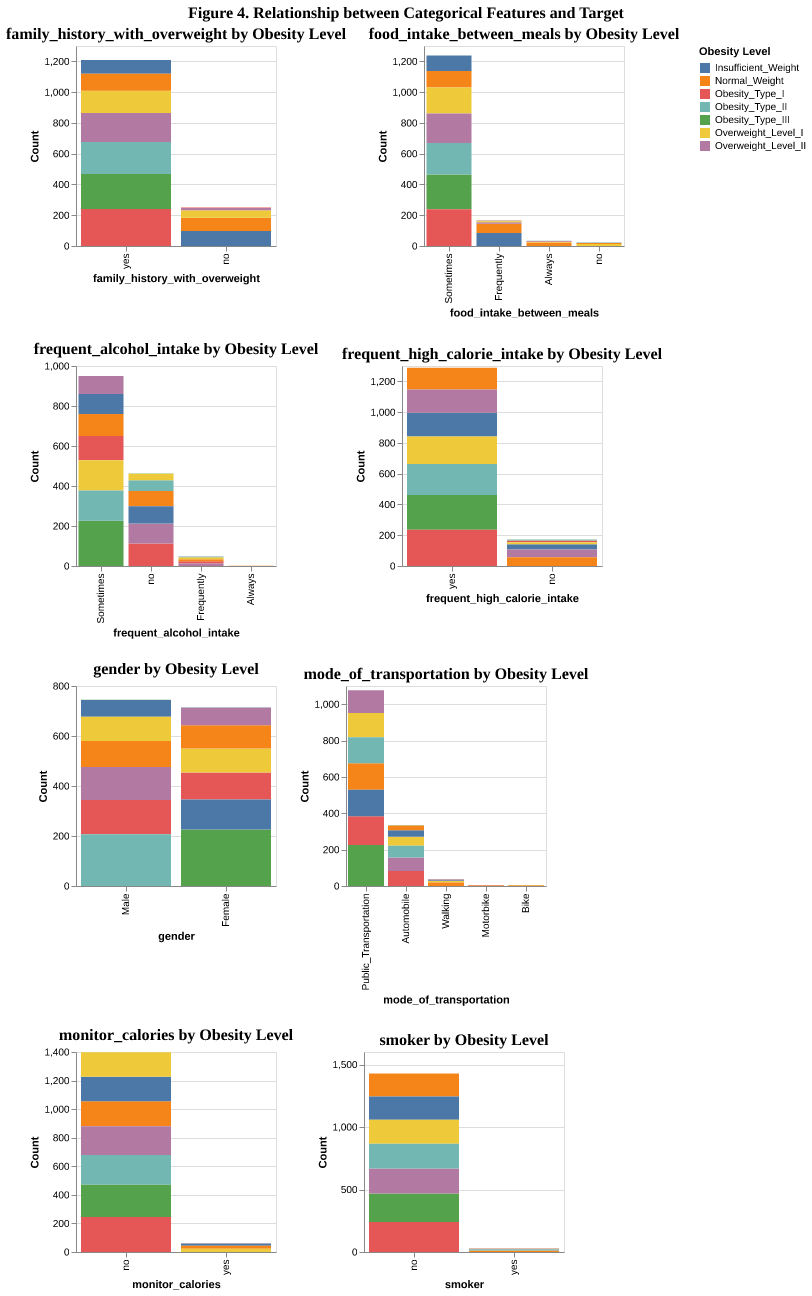 Figure 4. Relationship between Categorical Features and Target
family_history_with_overweight by Obesity Level
1,200
1,000
800
600
400
200
0
Count
yes
no
family_history_with_overweight
food_intake_between_meals by Obesity Level
1,200
1,000
800
600
400
200
0
Count
Sometimes
Frequently
Always
no
food_intake_between_meals
Obesity Level
Insufficient_Weight
Normal_Weight
Obesity_Type_I
Obesity_Type_II
Obesity_Type_III
Overweight_Level_I
Overweight_Level_II
frequent_alcohol_intake by Obesity Level
1,000
800
600
400
200
0
Count
Sometimes
no
Frequently
Always
frequent_alcohol_intake
frequent_high_calorie_intake by Obesity Level
1,200
1,000
800
600
400
200
0
Count
yes
no
frequent_high_calorie_intake
gender by Obesity Level
800
600
400
200
0
Count
Male
Female
gender
mode_of_transportation by Obesity Level
1,000
800
600
400
200
0
Count
Public_Transportation
Automobile
Walking
Motorbike
Bike
mode_of_transportation
monitor_calories by Obesity Level
1,400
1,200
1,000
800
600
400
200
0
Count
no
yes
monitor_calories
smoker by Obesity Level
1,500
1,000
500
0
Count
no
yes
smoker